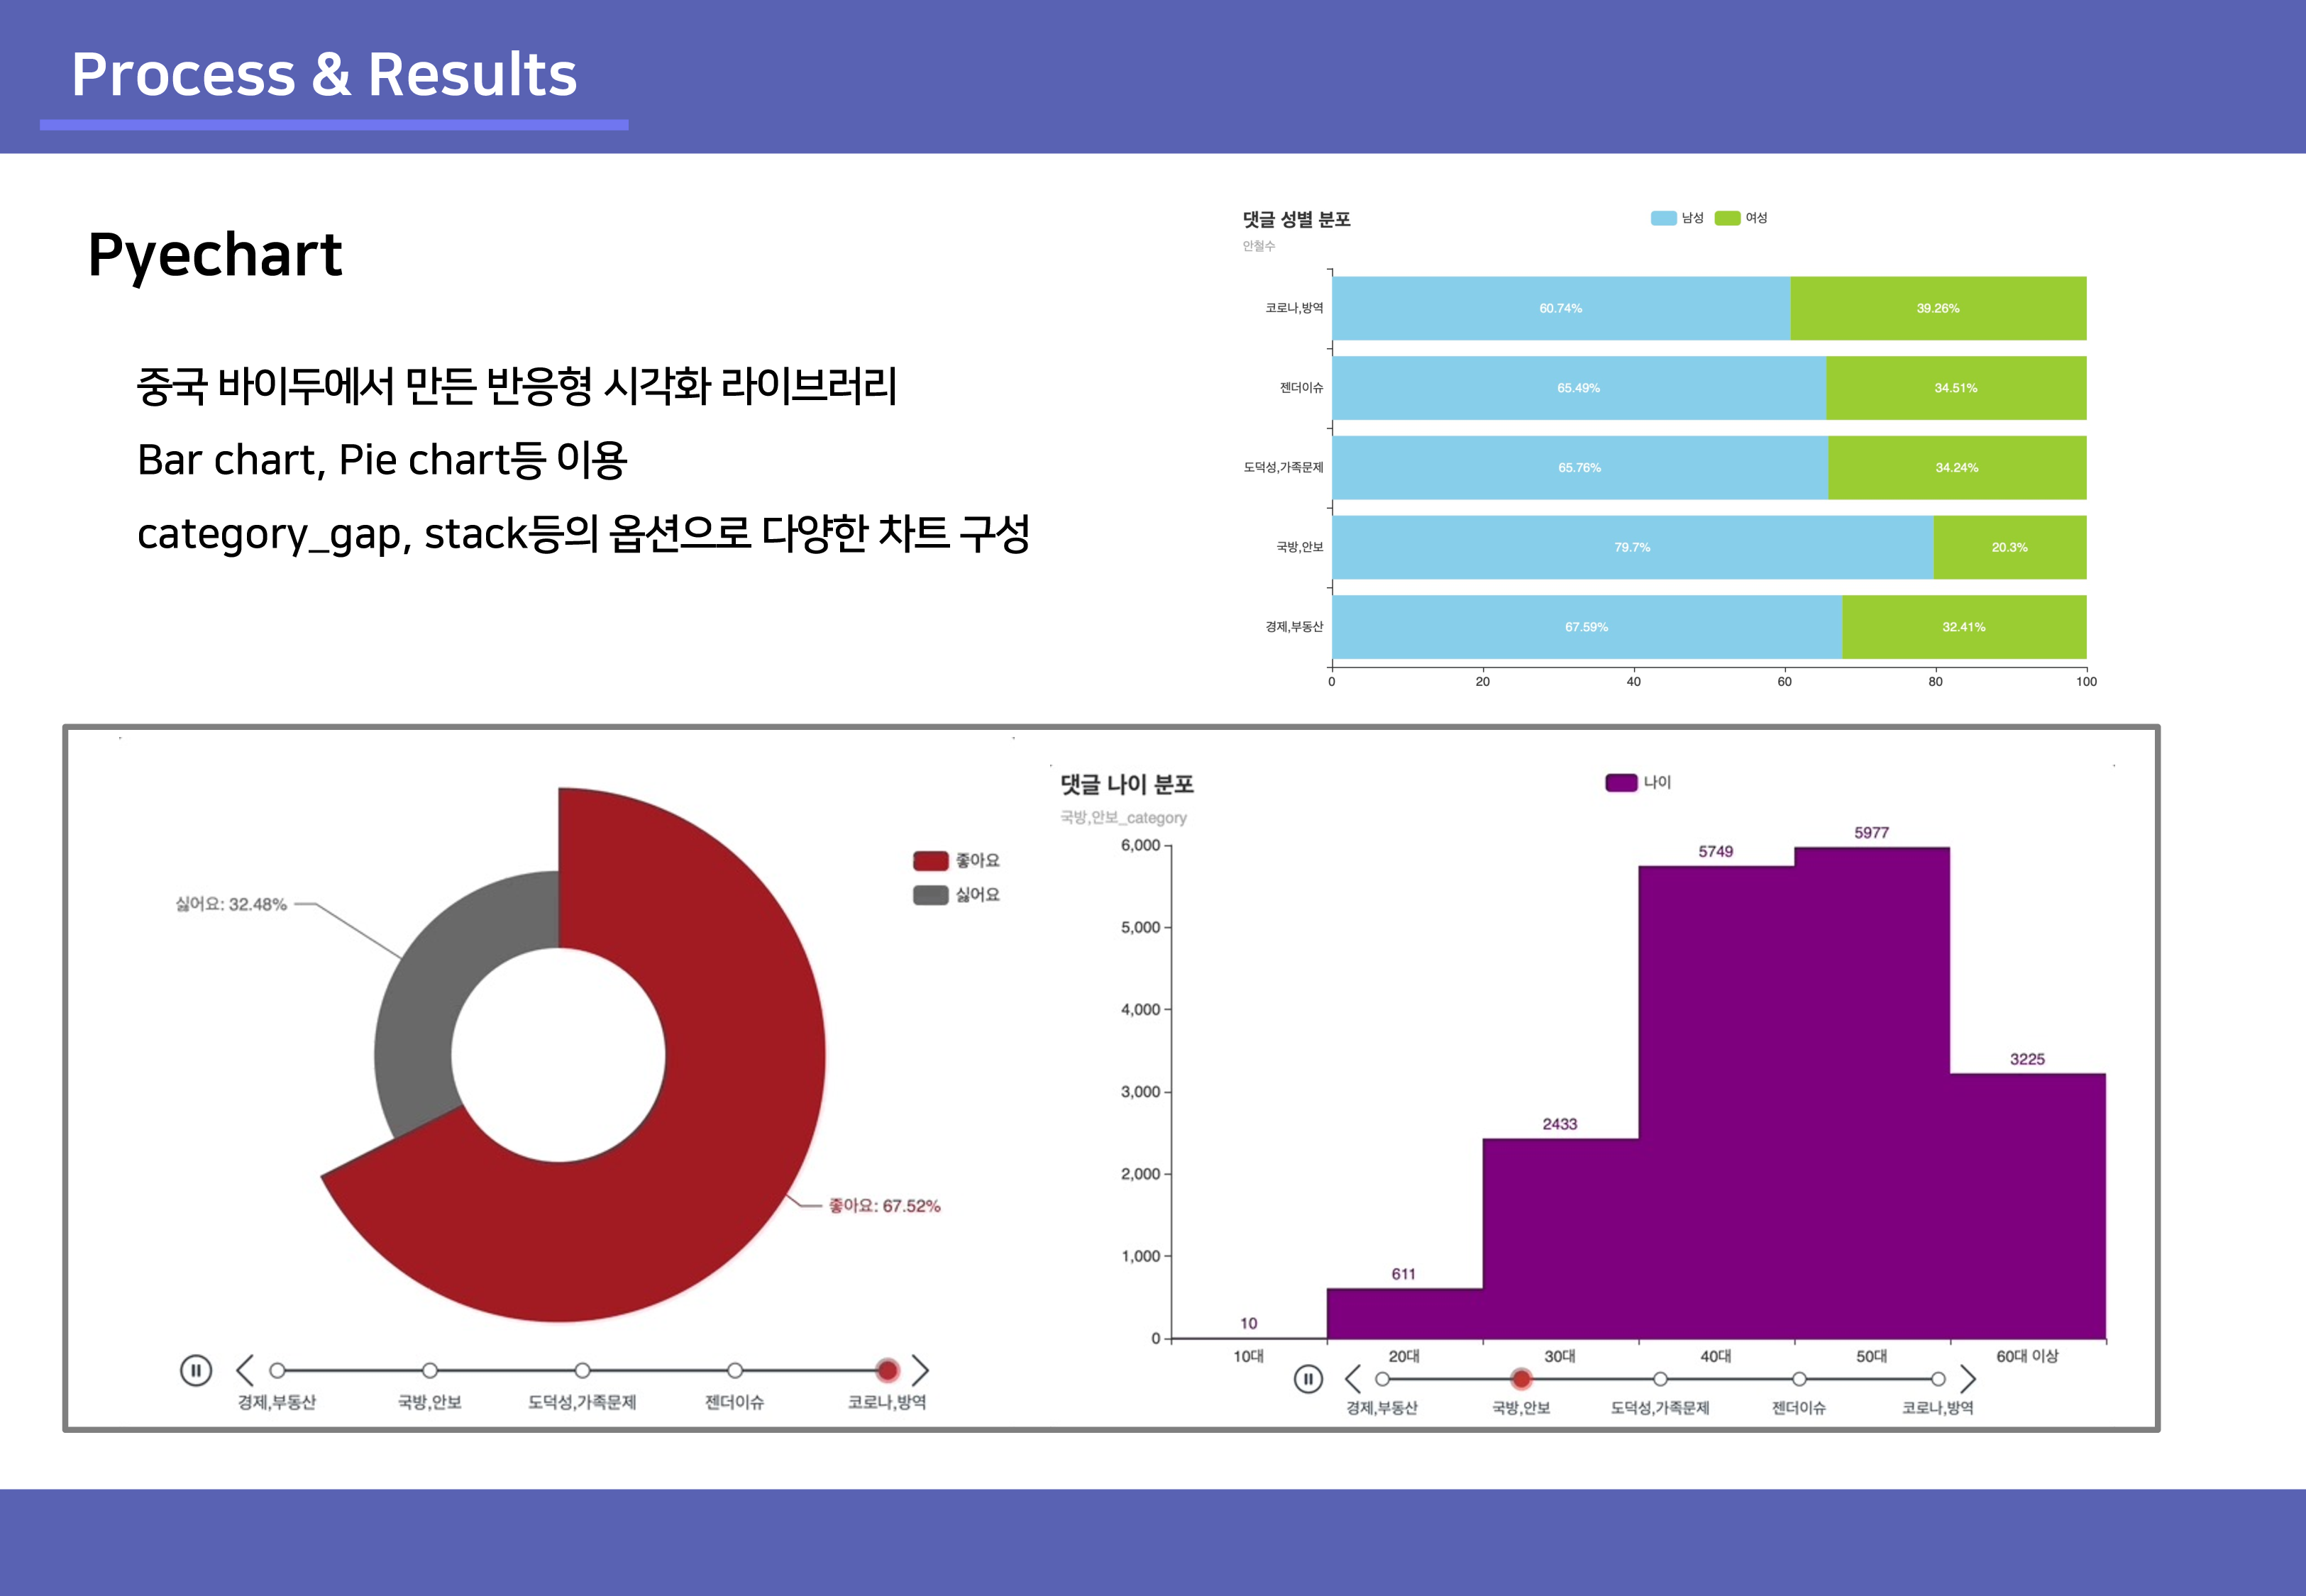 Process & Results
Pyechart
중국 바이두에서 만든 반응형 시각화 라이브러리
Bar chart, Pie chart등 이용
category_gap, stack등의 옵션으로 다양한 차트 구성
댓글 성별 분포
안철수
남성 여성
코로나,방역 60.74% 39.26%
젠더이슈 65.49% 34.51%
도덕성,가족문제 65.76% 34.24%
국방,안보 79.7% 20.3%
경제,부동산 67.59% 32.41%
0 20 40 60 80 100
좋아요
싫어요
싫어요: 32.48%
좋아요: 67.52%
경제,부동산 국방,안보 도덕성,가족문제 젠더이슈 코로나,방역
댓글 나이 분포
국방,안보_category
나이
6,000
5,000
4,000
3,000
2,000
1,000
0
10 611 2433 5749 5977 3225
10대 20대 30대 40대 50대 60대 이상
경제,부동산 국방,안보 도덕성,가족문제 젠더이슈 코로나,방역